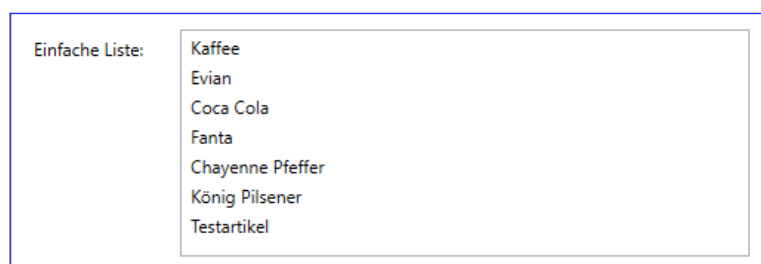 Einfache Liste:
Kaffee
Evian
Coca Cola
Fanta
Chayenne Pfeffer
König Pilsener
Testartikel